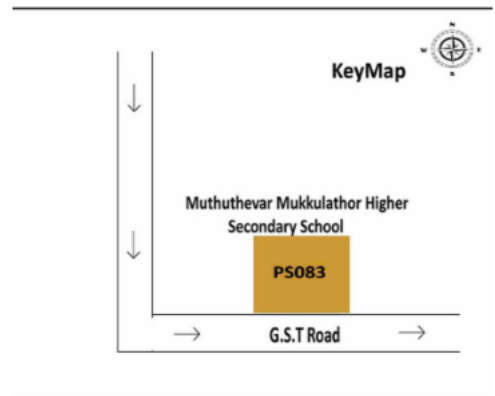 N
W E
S
KeyMap
Muthuthevar Mukkulathor Higher
Secondary School
PS083
G.S.T Road